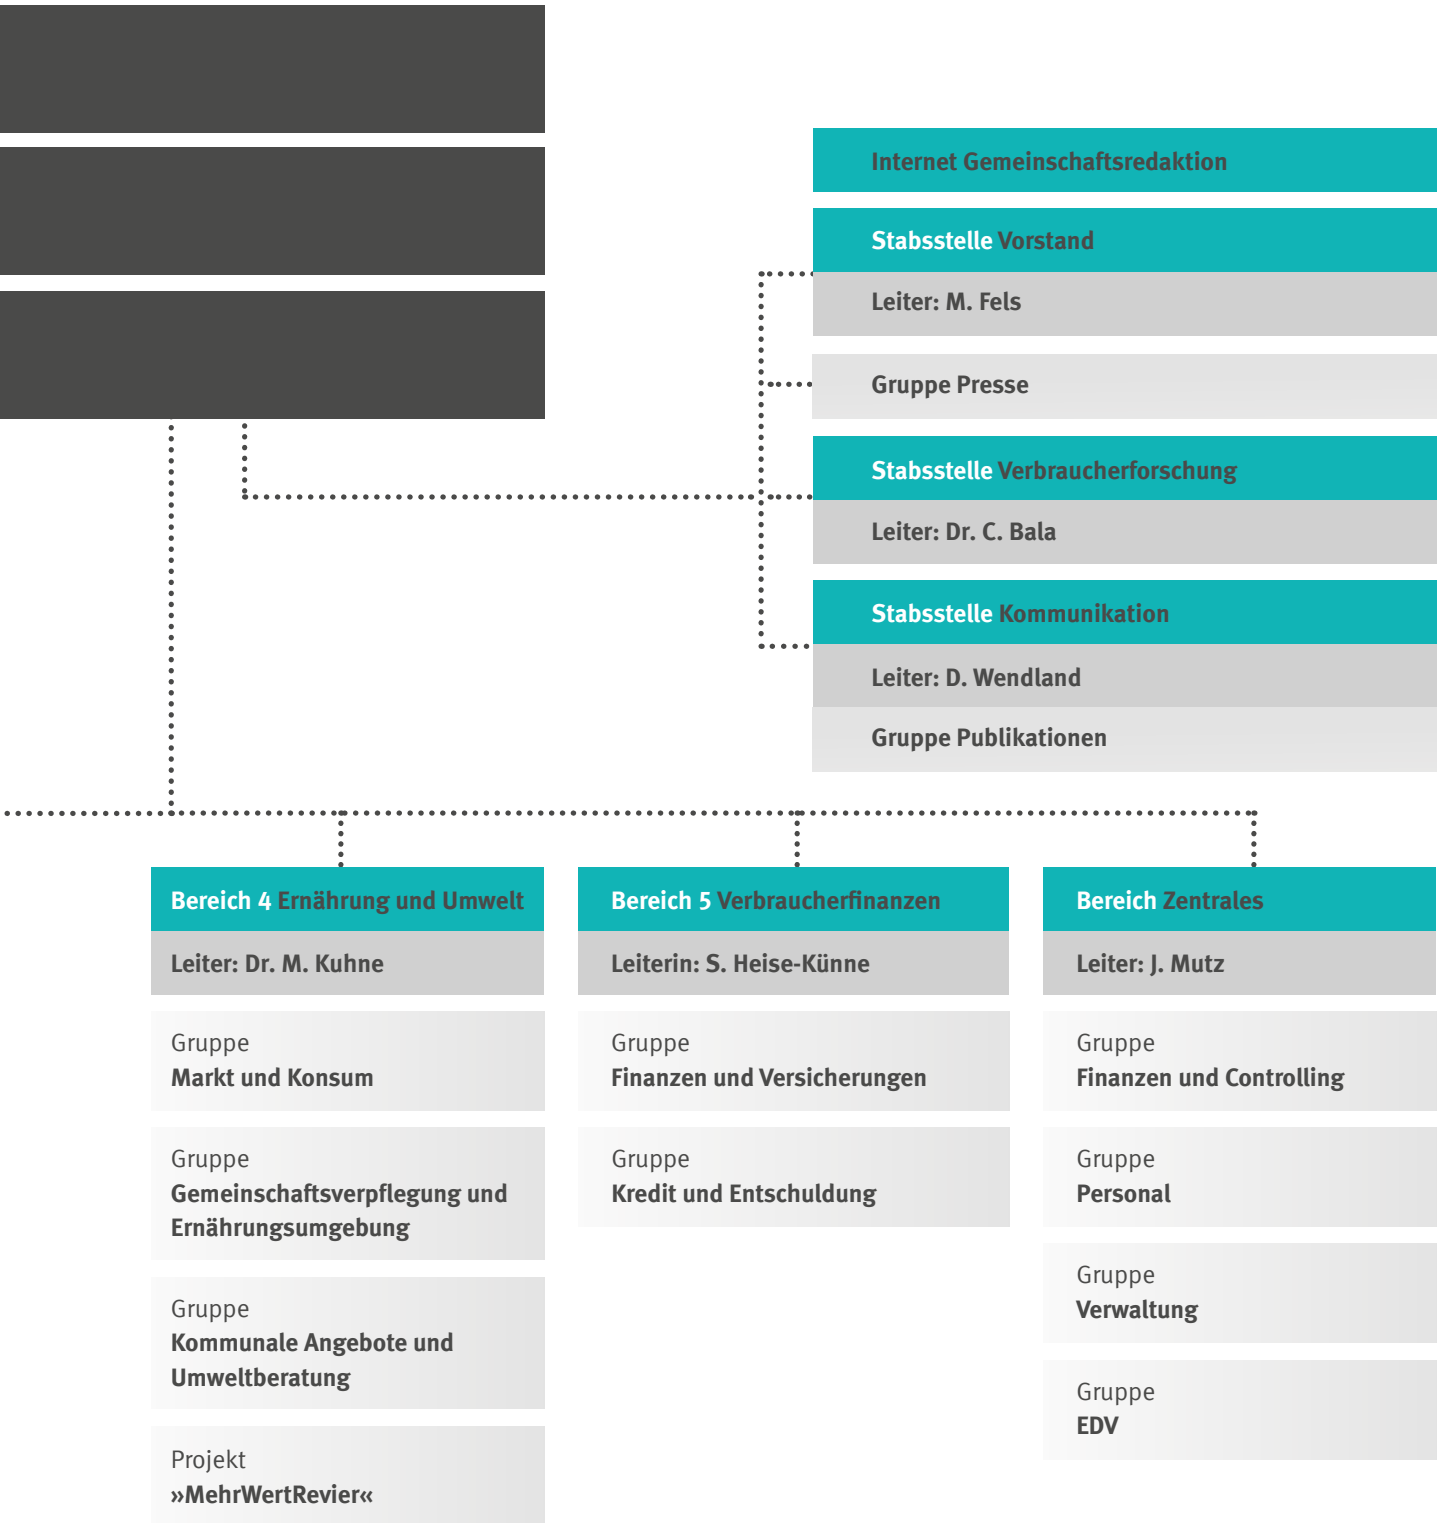 Internet Gemeinschaftsredaktion
Stabsstelle Vorstand
Leiter: M. Fels
Gruppe Presse
Stabsstelle Verbraucherforschung
Leiter: Dr. C. Bala
Stabsstelle Kommunikation
Leiter: D. Wendland
Gruppe Publikationen
Bereich 4 Ernährung und Umwelt
Leiter: Dr. M. Kuhne
Gruppe
Markt und Konsum
Gruppe
Gemeinschaftsverpflegung und
Ernährungsumgebung
Gruppe
Kommunale Angebote und
Umweltberatung
Projekt
»MehrWertRevier«
Bereich 5 Verbraucherfinanzen
Leiterin: S. Heise-Künne
Gruppe
Finanzen und Versicherungen
Gruppe
Kredit und Entschuldung
Bereich Zentrales
Leiter: J. Mutz
Gruppe
Finanzen und Controlling
Gruppe
Personal
Gruppe
Verwaltung
Gruppe
EDV